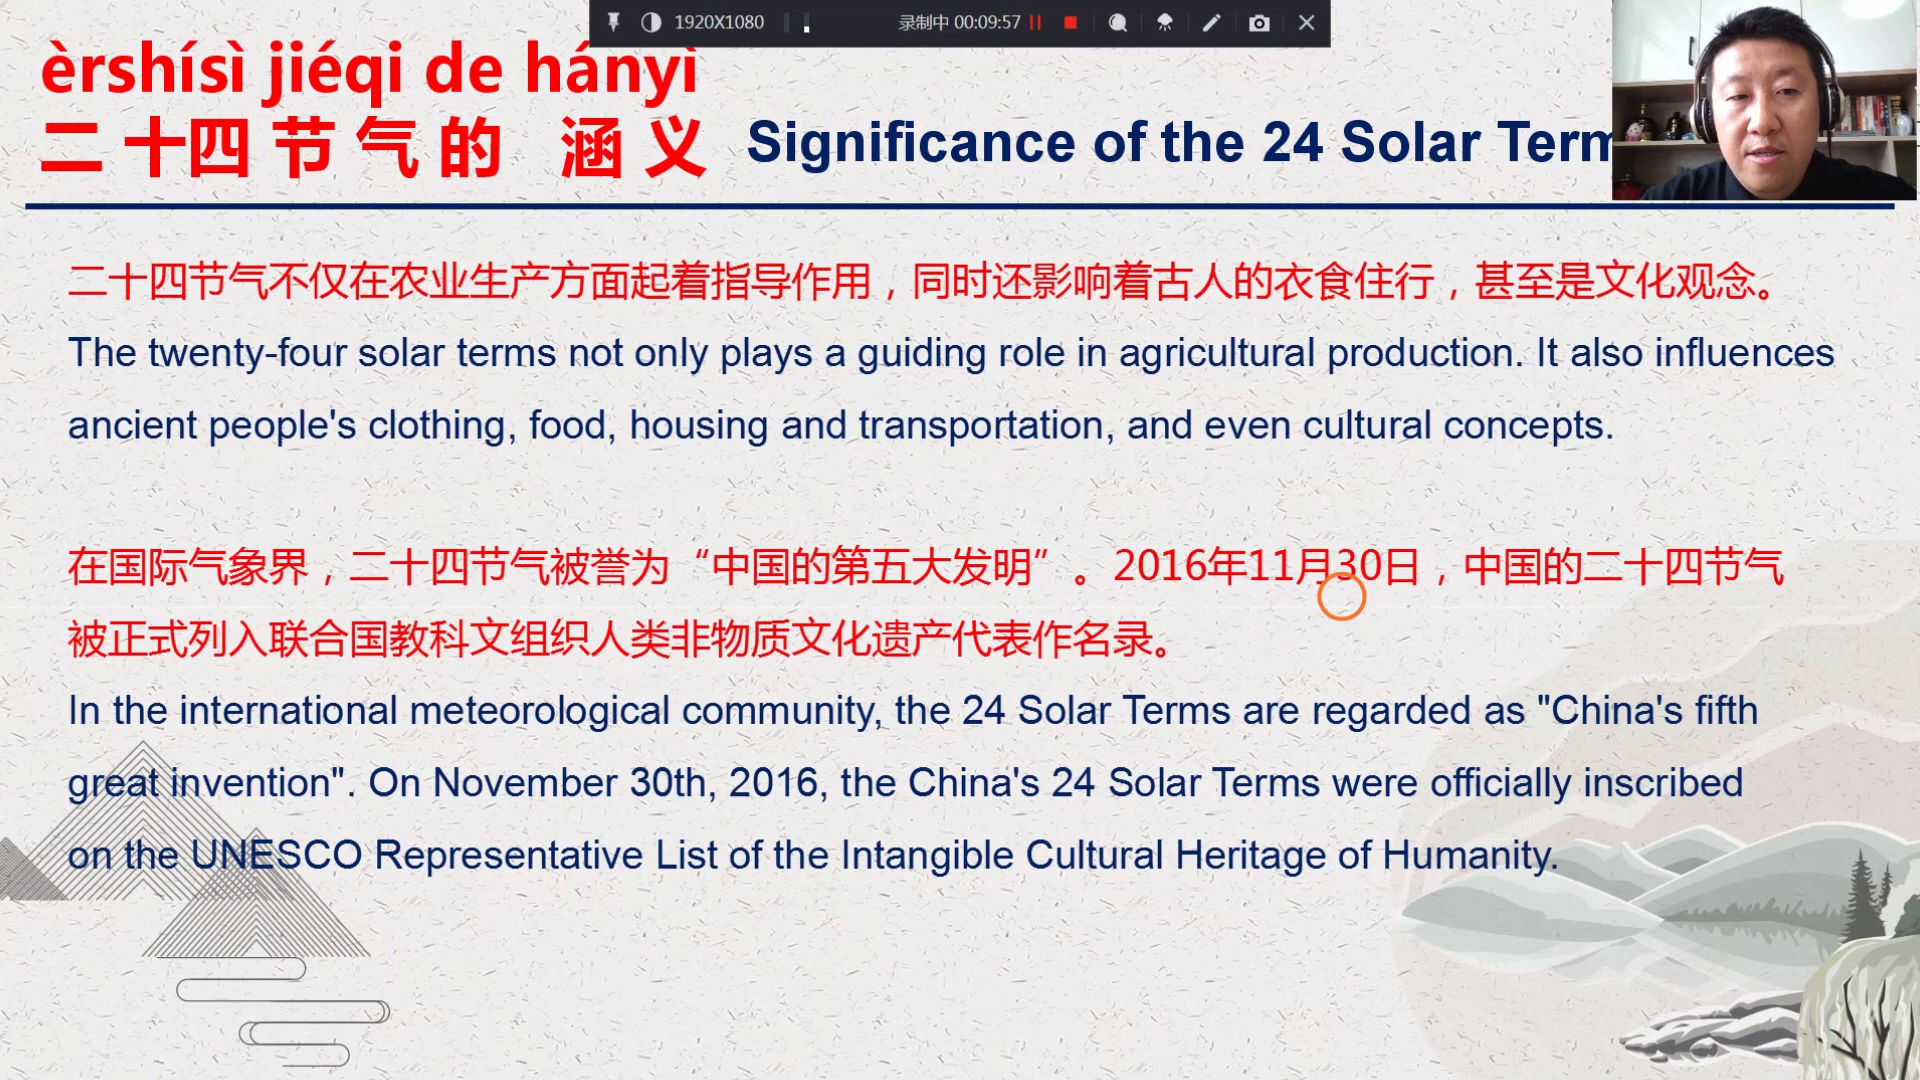 1920X1080 录制中 00:09:57
èrshísì jiéqi de hányì
二十四节气的 涵义 Significance of the 24 Solar Term
二十四节气不仅在农业生产方面起着指导作用，同时还影响着古人的衣食住行，甚至是文化观念。
The twenty-four solar terms not only plays a guiding role in agricultural production. It also influences
ancient people's clothing, food, housing and transportation, and even cultural concepts.
在国际气象界，二十四节气被誉为“中国的第五大发明”。2016年11月30日，中国的二十四节气
被正式列入联合国教科文组织人类非物质文化遗产代表作名录。
In the international meteorological community, the 24 Solar Terms are regarded as "China's fifth
great invention". On November 30th, 2016, the China's 24 Solar Terms were officially inscribed
on the UNESCO Representative List of the Intangible Cultural Heritage of Humanity.